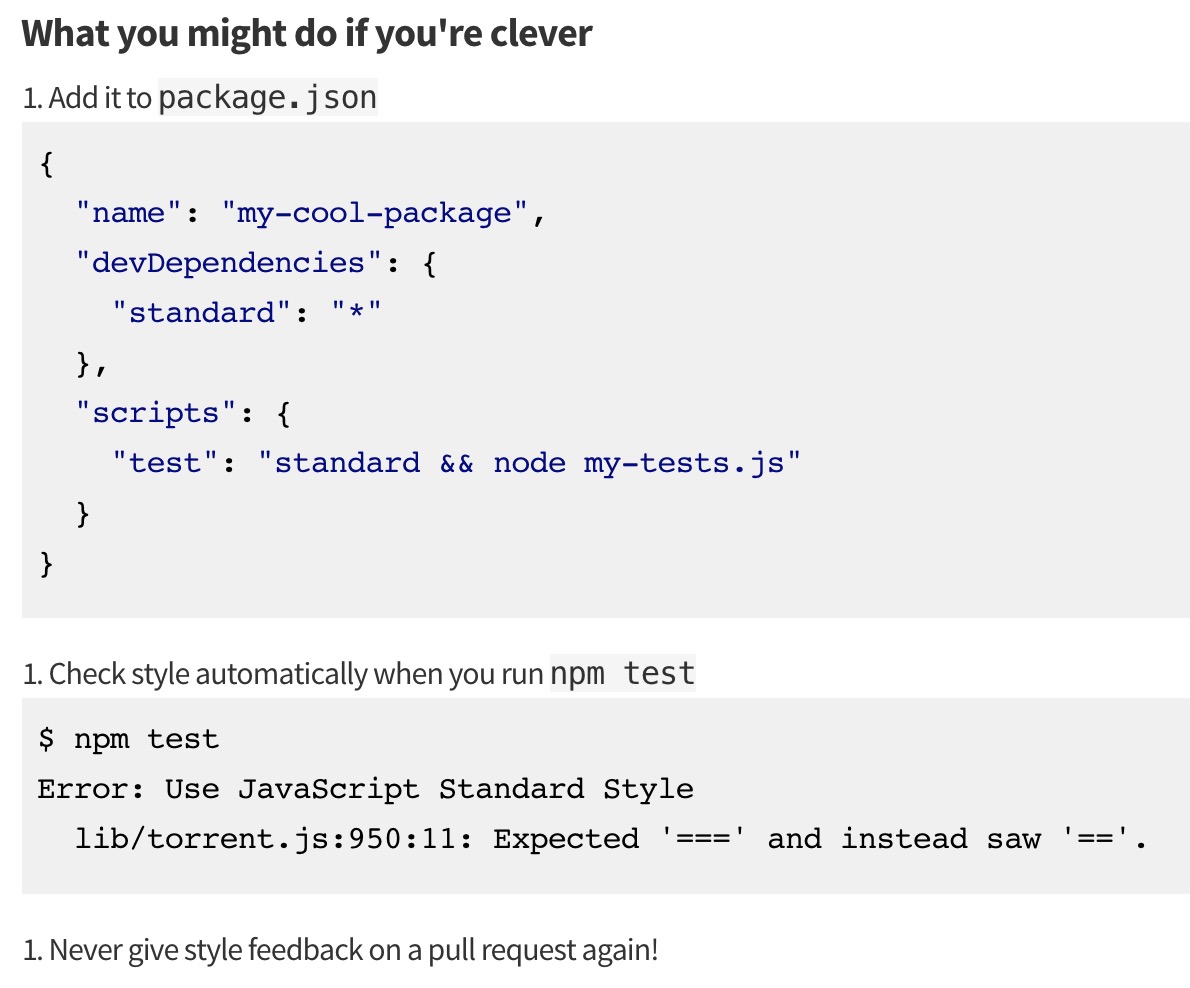 What you might do if you're clever
1. Add it to package.json
{
  "name": "my-cool-package",
  "devDependencies": {
    "standard": "*"
  },
  "scripts": {
    "test": "standard && node my-tests.js"
  }
}
1. Check style automatically when you run npm test
$ npm test
Error: Use JavaScript Standard Style
  lib/torrent.js:950:11: Expected '===' and instead saw '=='.
1. Never give style feedback on a pull request again!